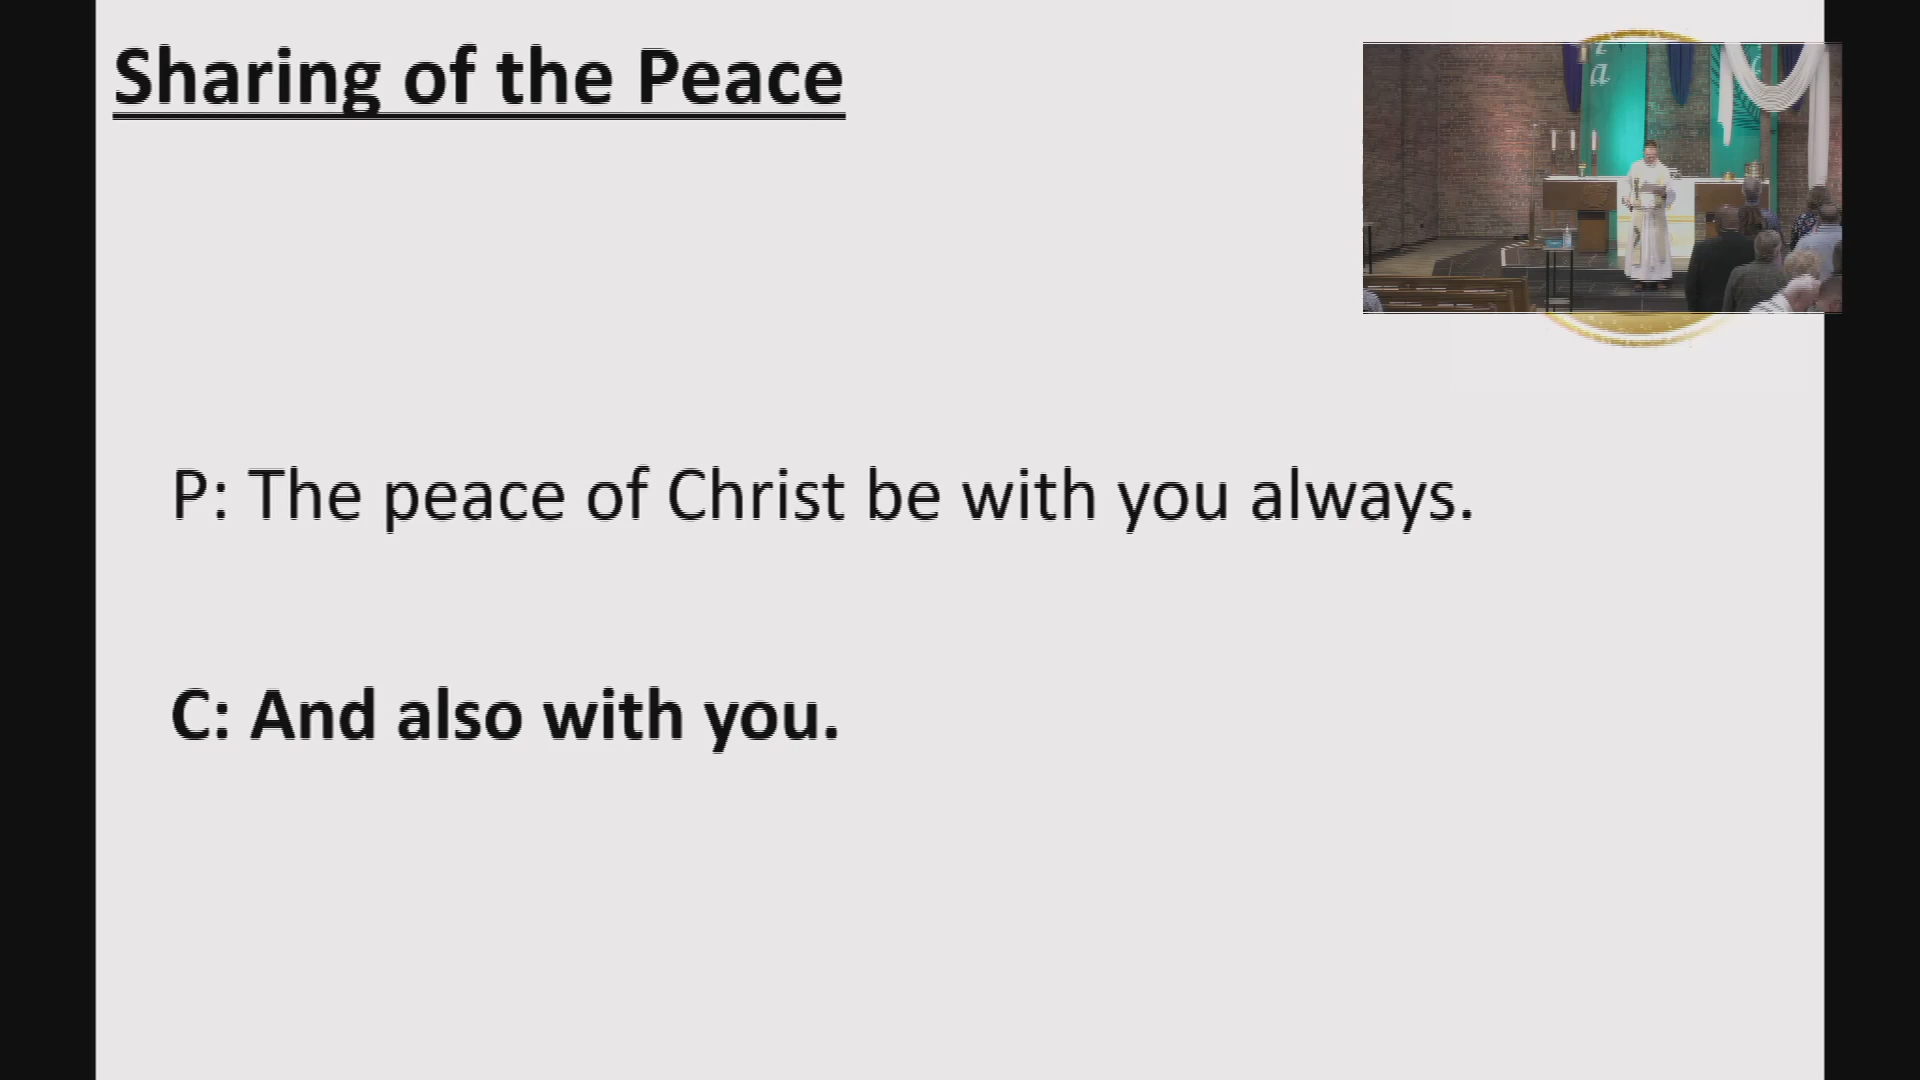 Sharing of the Peace
P: The peace of Christ be with you always.
C: And also with you.